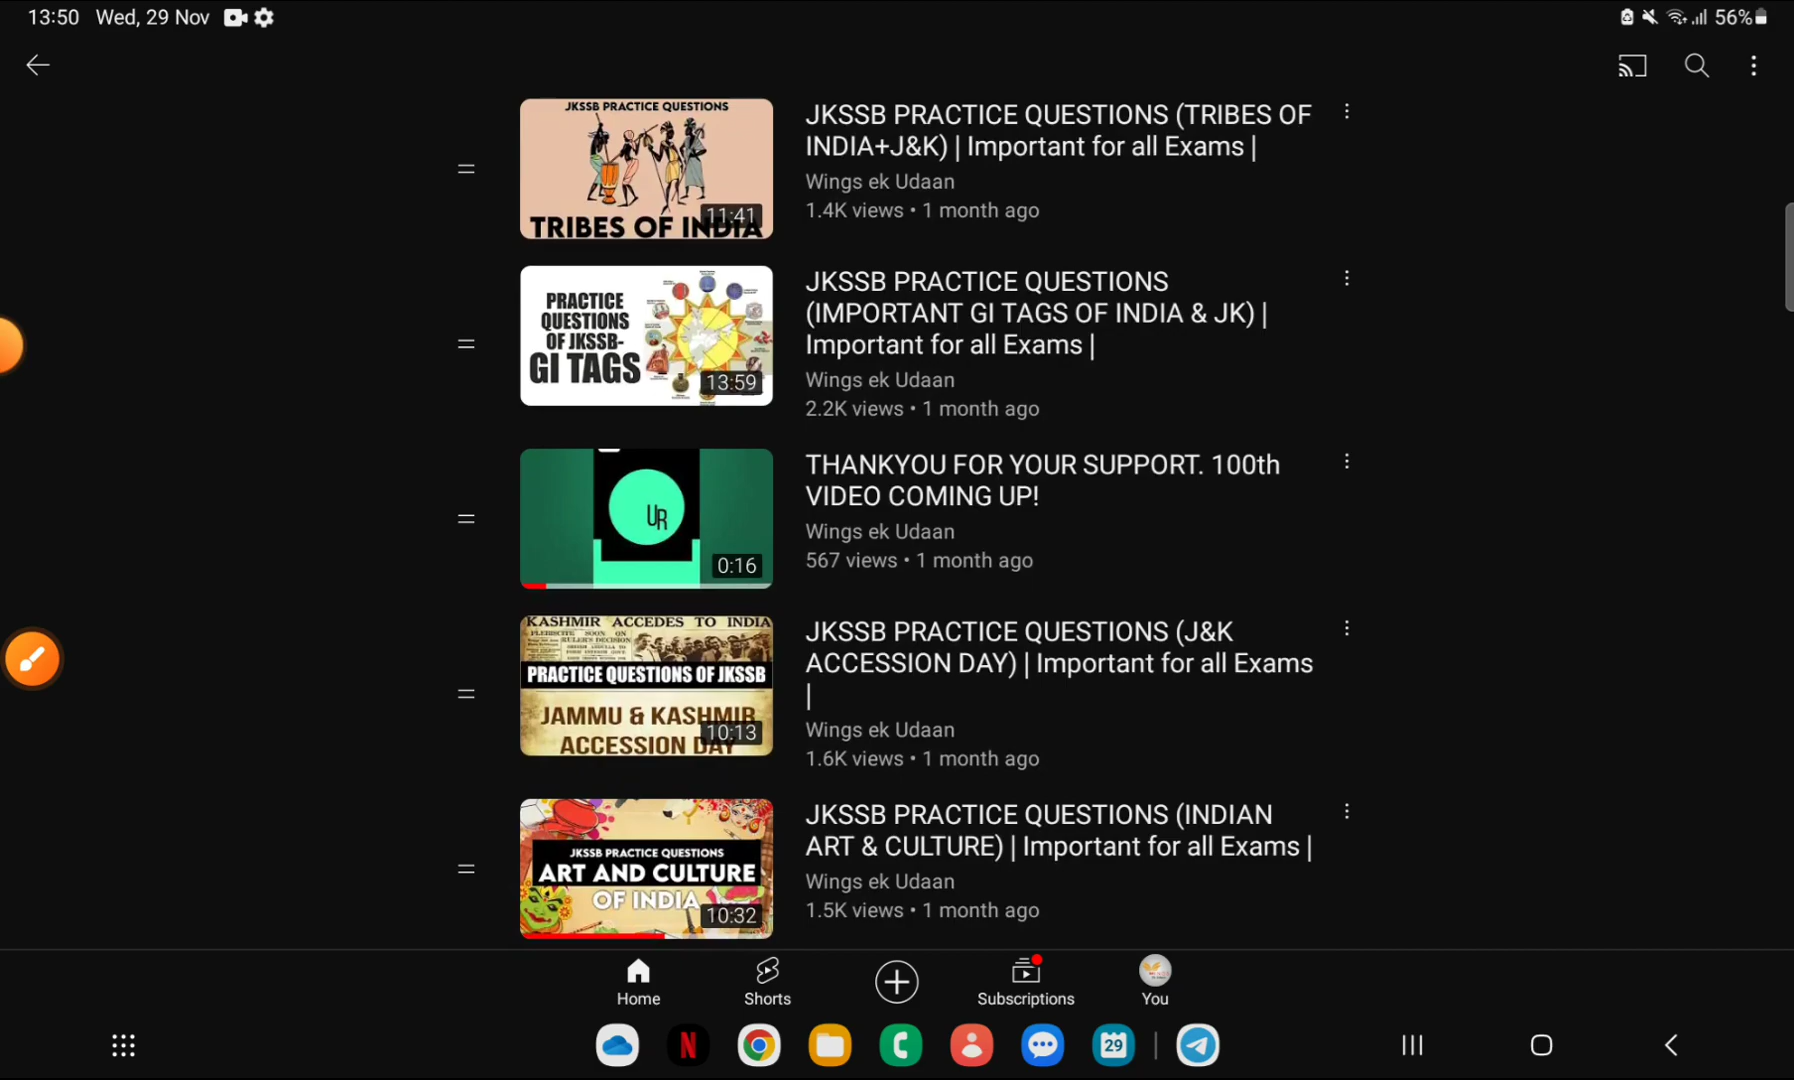 13:50 Wed, 29 Nov
56%
JKSSB PRACTICE QUESTIONS
11:41
TRIBES OF INDIA
JKSSB PRACTICE QUESTIONS (TRIBES OF
INDIA+J&K) | Important for all Exams |
Wings ek Udaan
1.4K views • 1 month ago
PRACTICE
QUESTIONS
OF JKSSB-
GI TAGS
13:59
JKSSB PRACTICE QUESTIONS
(IMPORTANT GI TAGS OF INDIA & JK) |
Important for all Exams |
Wings ek Udaan
2.2K views • 1 month ago
UR
0:16
THANKYOU FOR YOUR SUPPORT. 100th
VIDEO COMING UP!
Wings ek Udaan
567 views • 1 month ago
KASHMIR ACCEDES TO INDIA
PLEBISCITE SOON ON
RULER'S DECISION
PRACTICE QUESTIONS OF JKSSB
JAMMU & KASHMIR
10:13
ACCESSION DAY
JKSSB PRACTICE QUESTIONS (J&K
ACCESSION DAY) | Important for all Exams
|
Wings ek Udaan
1.6K views • 1 month ago
JKSSB PRACTICE QUESTIONS
ART AND CULTURE
OF INDIA
10:32
JKSSB PRACTICE QUESTIONS (INDIAN
ART & CULTURE) | Important for all Exams |
Wings ek Udaan
1.5K views • 1 month ago
Home
Shorts
Subscriptions
You
N
29